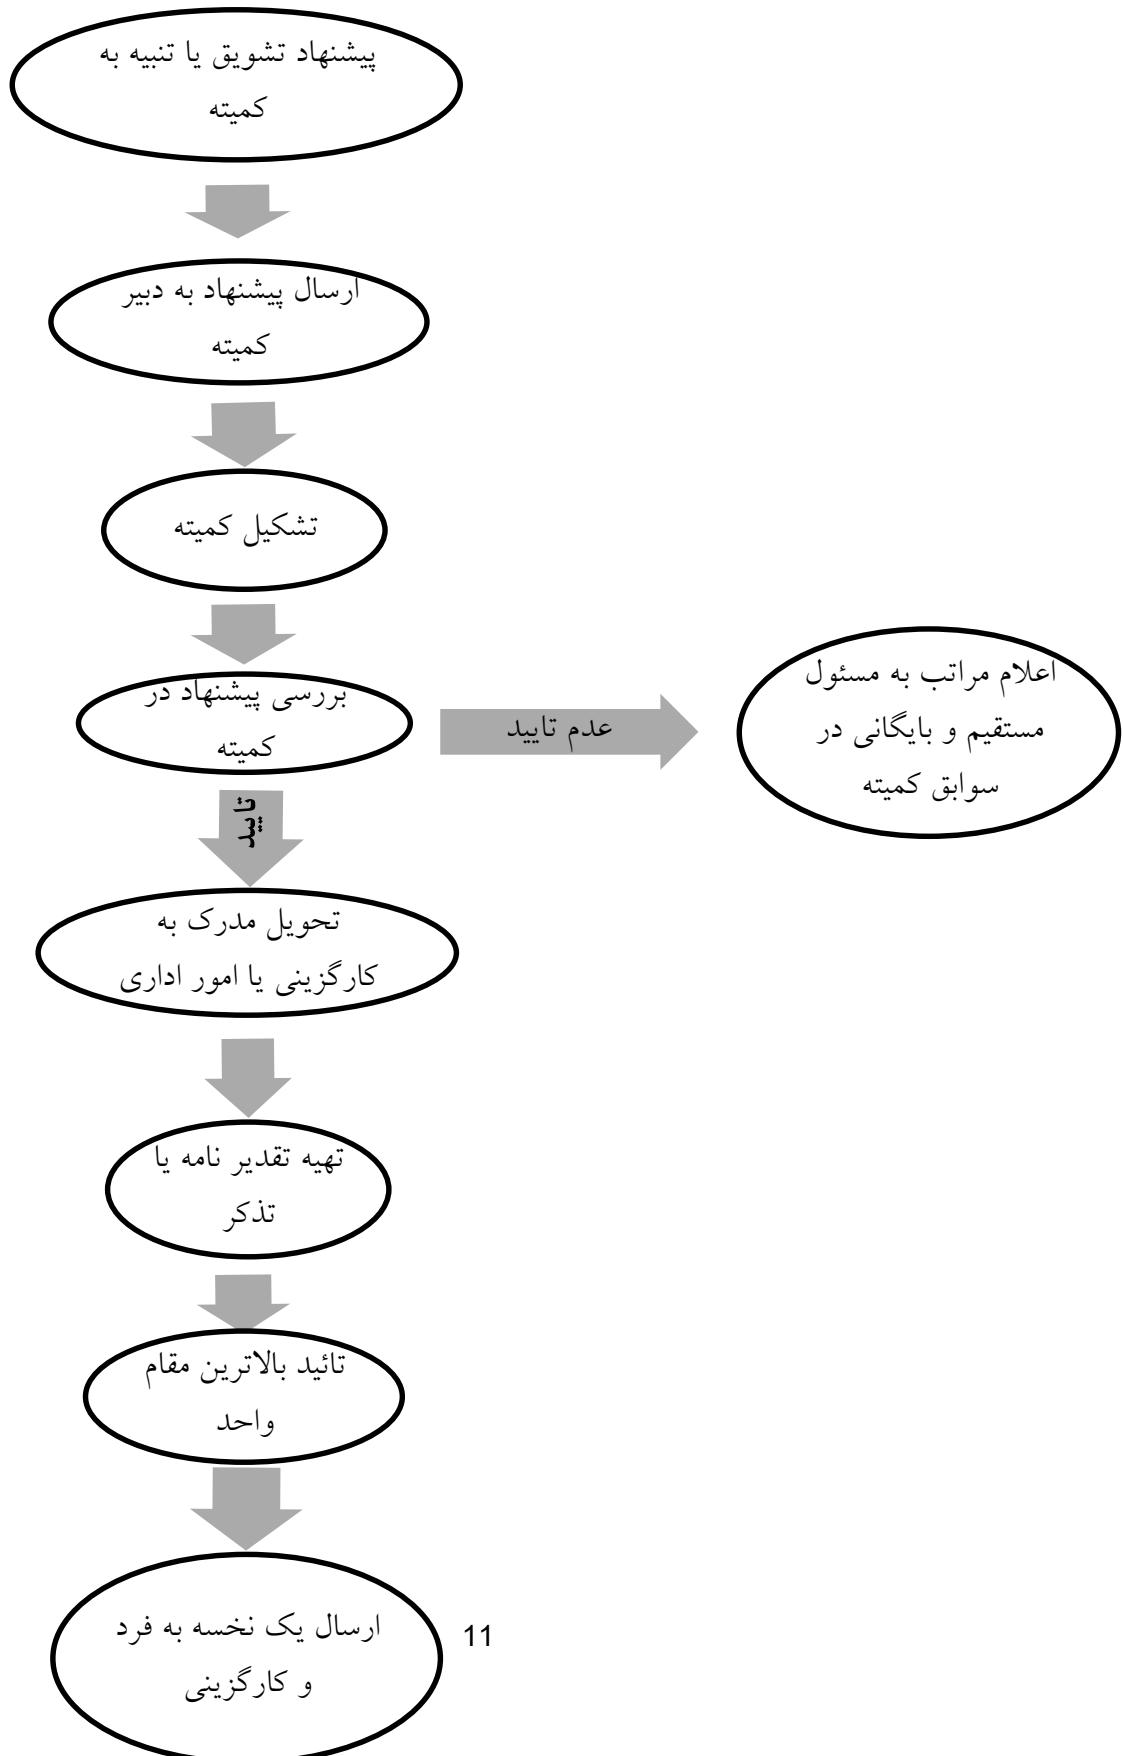 پیشنهاد تشویق یا تنبیه به
کمیته
ارسال پیشنهاد به دبیر
کمیته
تشکیل کمیته
بررسی پیشنهاد در
کمیته
عدم تایید
اعلام مراتب به مسئول
مستقیم و بایگانی در
سوابق کمیته
تایید
تحویل مدرک به
کارگزینی یا امور اداری
تهیه تقدیر نامه یا
تذکر
تائید بالاترین مقام
واحد
ارسال یک نخسه به فرد
و کارگزینی
11